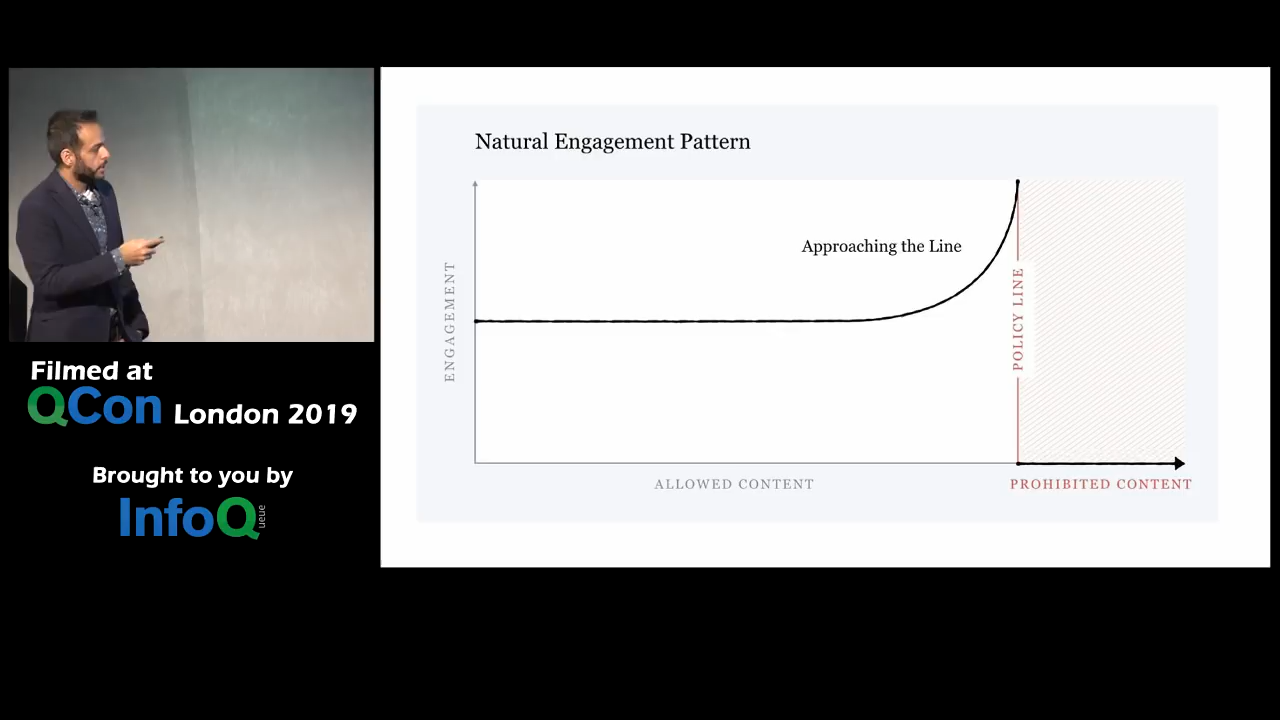 Filmed at
QCon London 2019
Brought to you by
InfoQ
ueue
Natural Engagement Pattern
Approaching the Line
ENGAGEMENT
POLICY LINE
ALLOWED CONTENT
PROHIBITED CONTENT